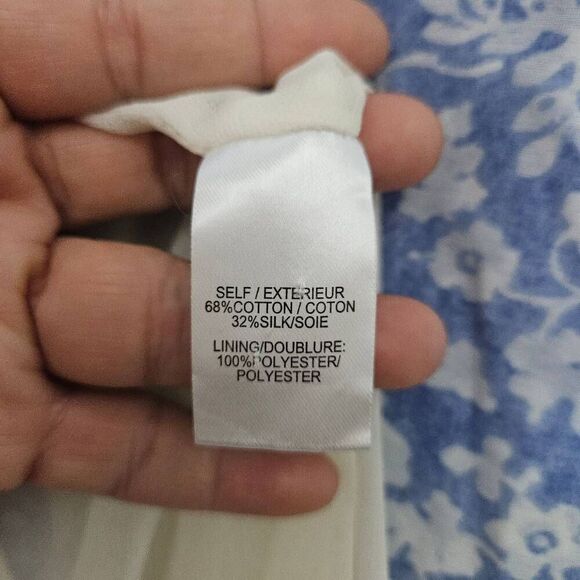 SELF / EXTERIEUR
68%COTTON / COTON
32%SILK/SOIE
LINING/DOUBLURE:
100%POLYESTER/
POLYESTER